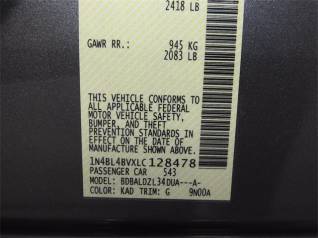 2418 LB
GAWR RR.: 945 KG
2083 LB
THIS VEHICLE CONFORMS TO
ALL APPLICABLE FEDERAL
MOTOR VEHICLE SAFETY,
BUMPER, AND THEFT
PREVENTION STANDARDS IN
EFFECT ON THE DATE OF
MANUFACTURE SHOWN ABOVE.
1N4BL4BVXLC128478
PASSENGER CAR 543
MODEL: BDBALDZL34DUA---A-
COLOR: KAD TRIM: G 9N00A